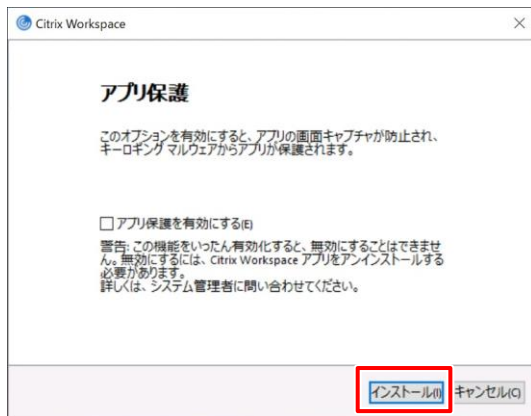 Citrix Workspace
アプリ保護
このオプションを有効にすると、アプリの画面キャプチャが防止され、
キーロギング マルウェアからアプリが保護されます。
アプリ保護を有効にする(E)
警告: この機能をいったん有効化すると、無効にすることはできませ
ん。無効にするには、Citrix Workspace アプリをアンインストールする
必要があります。
詳しくは、システム管理者に問い合わせてください。
インストール(I) キャンセル(C)